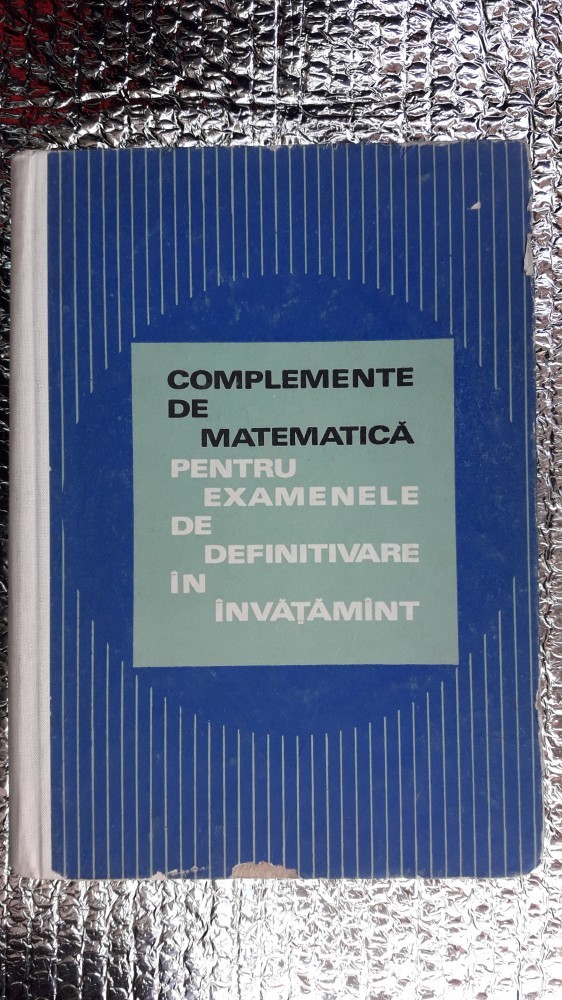 COMPLEMENTE
DE
MATEMATICĂ
PENTRU
EXAMENELE
DE
DEFINITIVARE
ÎN
ÎNVĂȚĂMÎNT